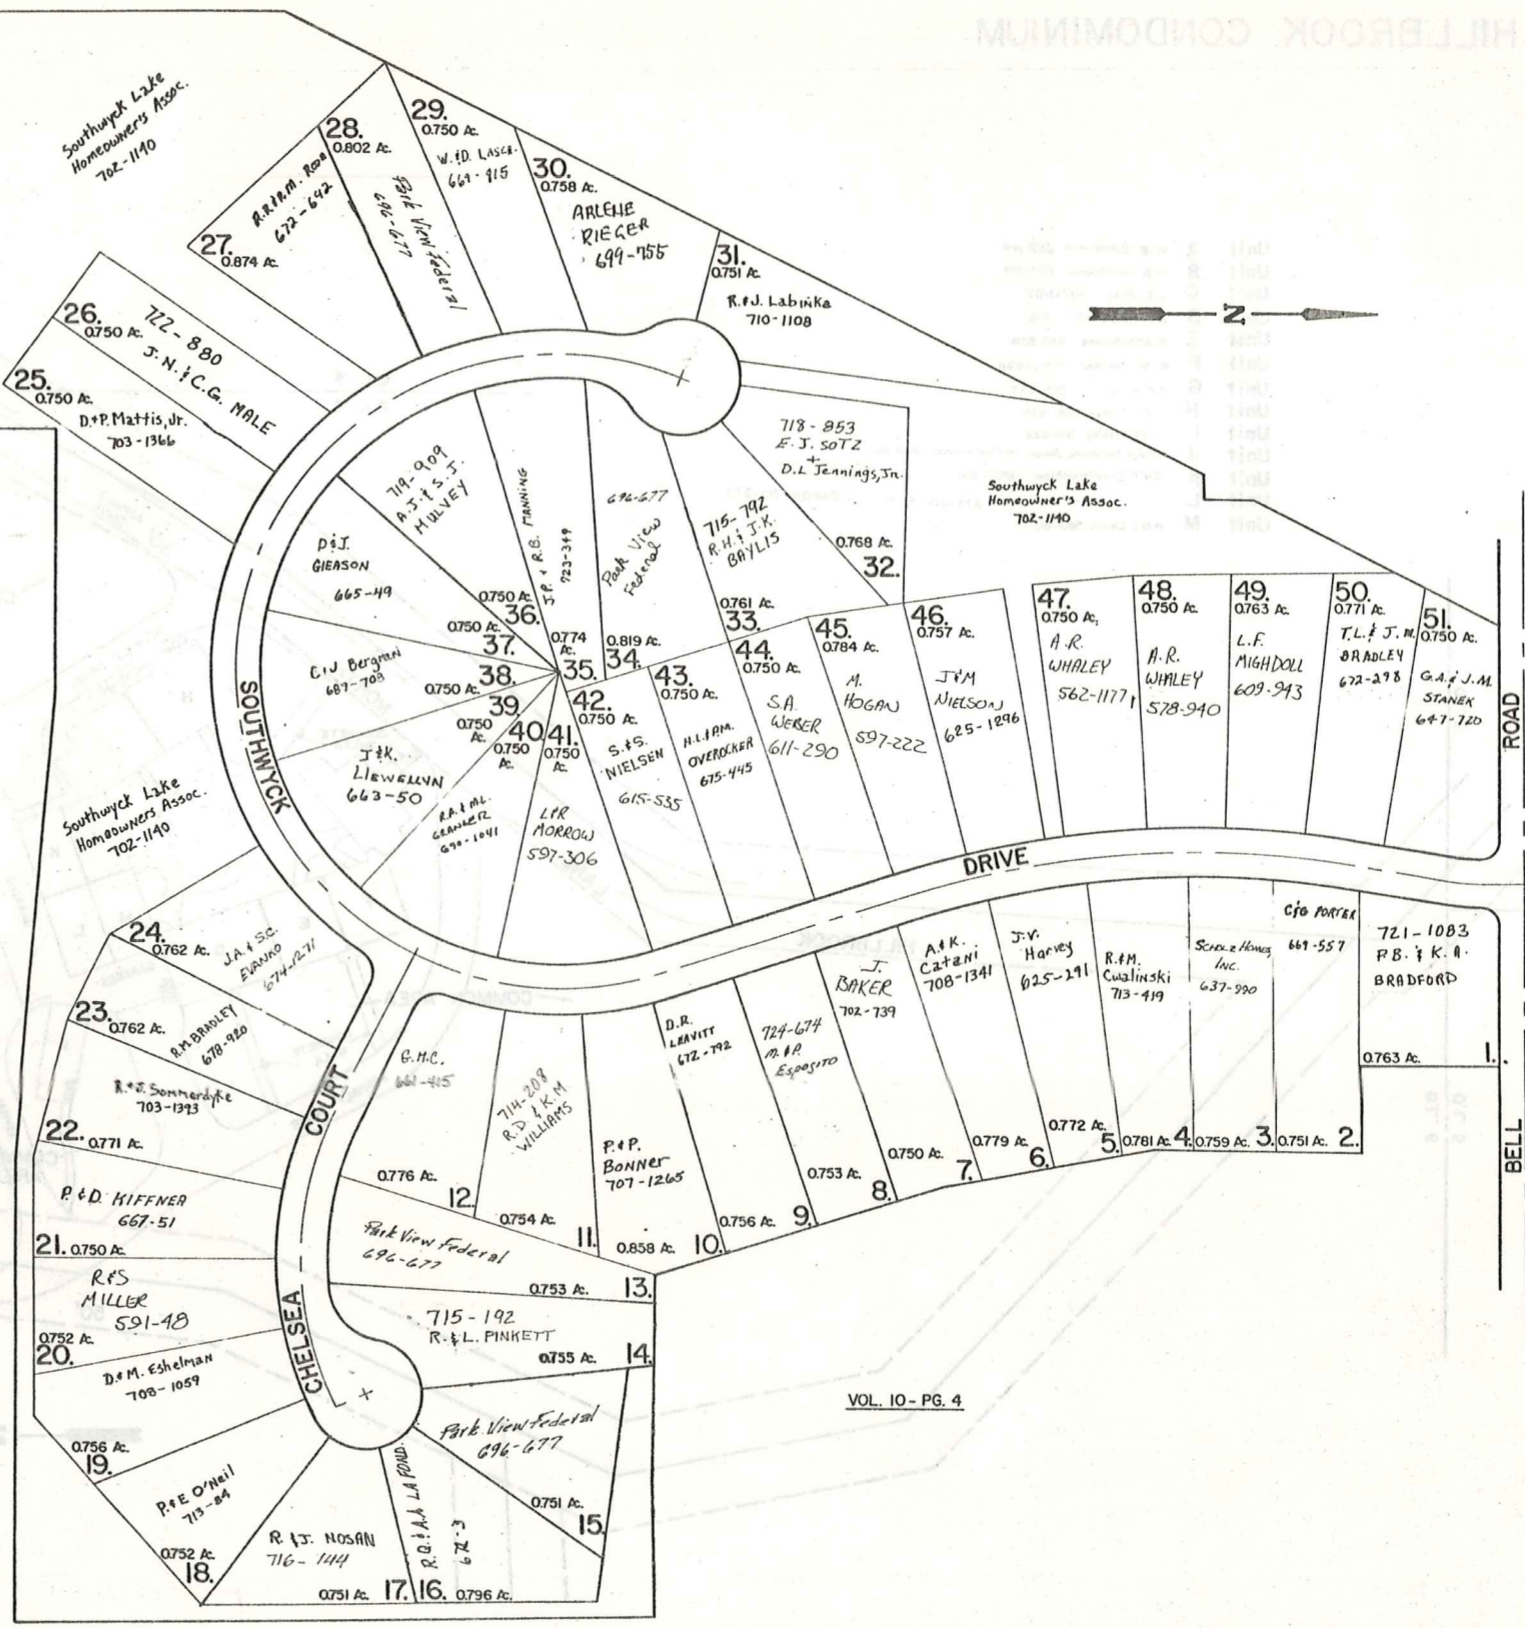 HILLBROOK CONDOMINIUM
Southwyck Lake
Homeowner's Assoc.
702-1140
29.
0.750 Ac.
28.
0.802 Ac.
30.
0.758 Ac.
669-915
Park View Federal
696-677
672-642
ARLENE
RIEGER
699-755
27.
0.874 Ac.
31.
0.751 Ac.
R.&J. Labinka
710-1108
N
26.
0.750 Ac.
722-880
J.N. & C.G. MALE
25.
0.750 Ac.
D.&P. Mattis, Jr.
703-1366
719-909
A.J. & S.J.
MULVEY
J.P. & R.B. MANNING
723-349
696-677
Park View
Federal
715-792
R.H. & J.K.
BAYLIS
718-853
E.J. SOTZ
+
D.L Jennings, Jr.
0.768 Ac.
32.
Southwyck Lake
Homeowner's Assoc.
702-1140
D&J.
GIEASON
665-49
0.750 Ac.
36.
0.750 Ac.
37.
0.774
Ac.
35.
0.819 Ac.
34.
0.761 Ac.
33.
Bergman
687-708
38.
0.750 Ac.
39.
0.750
Ac.
40.
0.750
Ac.
41.
0.750
Ac.
42.
0.750 Ac.
43.
0.750 Ac.
44.
0.750 Ac.
45.
0.784 Ac.
46.
0.757 Ac.
47.
0.750 Ac.
48.
0.750 Ac.
49.
0.763 Ac.
50.
0.771 Ac.
51.
0.750 Ac.
J&K.
Llewellyn
663-50
GRANGER
690-1041
L&R
MORROW
597-306
S.&S.
NIELSEN
615-535
OVEROCKER
675-445
S.A.
WEBER
611-290
M.
HOGAN
597-222
J&M
NIELSON
625-1296
A.R.
WHALEY
562-1177
A.R.
WHALEY
578-940
L.F.
MIGHDOLL
609-943
T.L. & J.M.
BRADLEY
672-298
G.A. & J.M.
STANEK
647-720
SOUTHWYCK
DRIVE
ROAD
Southwyck Lake
Homeowners Assoc.
702-1140
24.
0.762 Ac.
J.A. & S.C.
EVANKO
674-1271
23.
0.762 Ac.
R.M. BRADLEY
678-920
R.&J. Sommerdyke
703-1393
22.
0.771 Ac.
COURT
P. & D. KIFFNER
667-51
21.
0.750 Ac.
R&S
MILLER
591-48
0.752 Ac.
20.
D.&M. Eshelman
708-1059
0.756 Ac.
19.
P.&E O'Neil
713-84
0.752 Ac.
18.
R. & J. NOSAN
716-144
0.751 Ac.
17.
16.
0.796 Ac.
LAFOND.
672-3
Park View Federal
696-677
0.751 Ac.
15.
CHELSEA
715-192
R. & L. PINKETT
0.755 Ac.
14.
Park View Federal
696-677
0.753 Ac.
13.
G.H.C.
661-415
0.776 Ac.
12.
714-208
R.D. & K.M
WILLIAMS
0.754 Ac.
11.
P.&P.
BONNER
707-1265
0.858 Ac.
10.
D.R.
LEAVITT
672-792
0.756 Ac.
9.
724-674
M.&P.
Esposito
0.753 Ac.
8.
J.
BAKER
702-739
0.750 Ac.
7.
A.&K.
Catani
708-1341
0.779 Ac.
6.
J.V.
Harvey
625-291
0.772 Ac.
5.
R.&M.
Cwalinski
713-419
0.781 Ac.
4.
Scholz Homes,
INC.
637-990
0.759 Ac.
3.
C&G PORTER
669-557
0.751 Ac.
2.
721-1083
P.B. & K.A.
BRADFORD
0.763 Ac.
1.
BELL
VOL. 10 - PG. 4